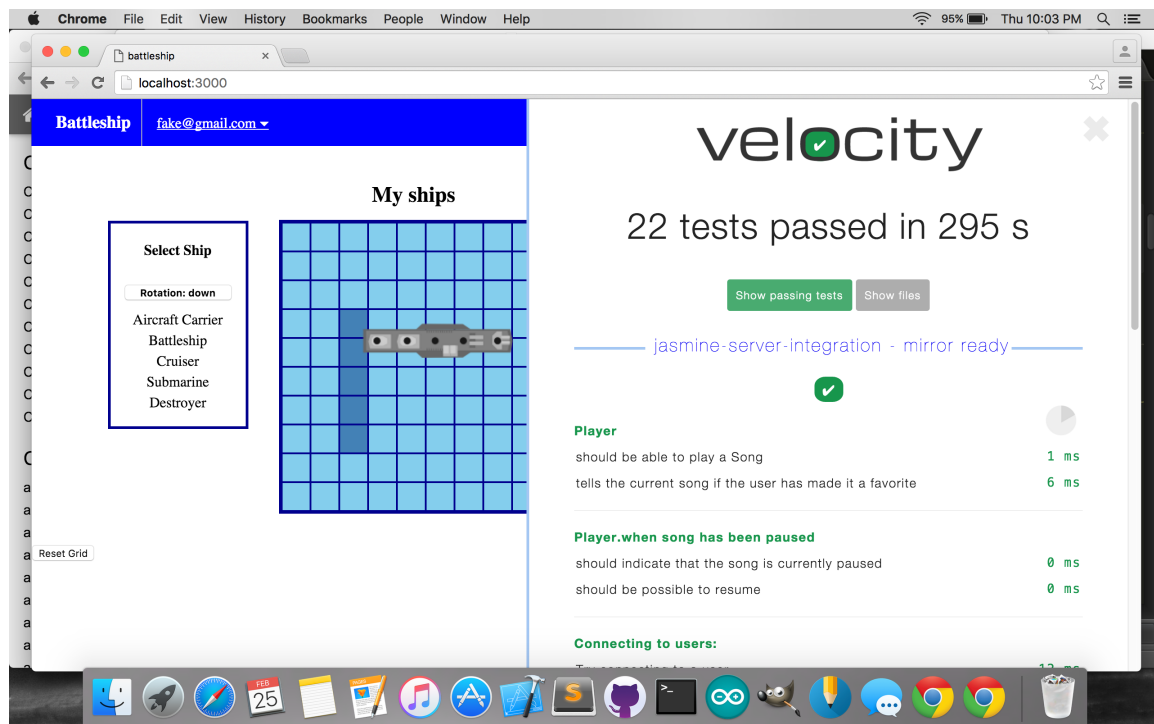 Chrome File Edit View History Bookmarks People Window Help 95% Thu 10:03 PM
battleship
localhost:3000
Battleship fake@gmail.com
My ships
Select Ship
Rotation: down
Aircraft Carrier
Battleship
Cruiser
Submarine
Destroyer
Reset Grid
velocity
22 tests passed in 295 s
Show passing tests Show files
jasmine-server-integration - mirror ready
Player
should be able to play a Song 1 ms
tells the current song if the user has made it a favorite 6 ms
Player.when song has been paused
should indicate that the song is currently paused 0 ms
should be possible to resume 0 ms
Connecting to users:
FEB
25